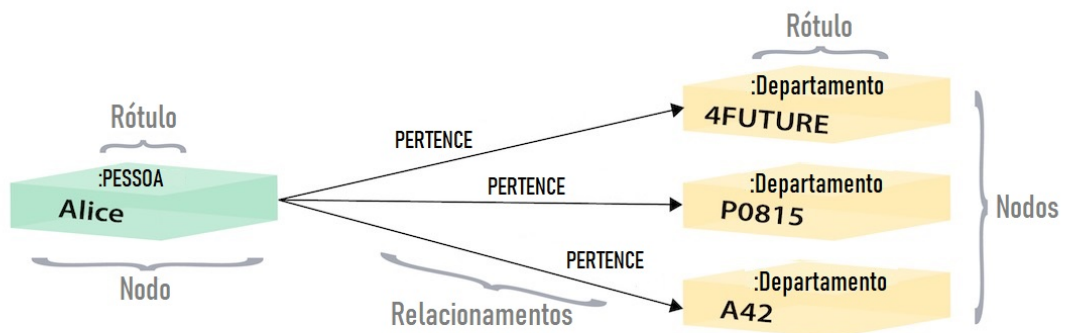 Rótulo
:PESSOA
Alice
Nodo
PERTENCE
PERTENCE
PERTENCE
Relacionamentos
Rótulo
:Departamento
4FUTURE
:Departamento
P0815
:Departamento
A42
Nodos